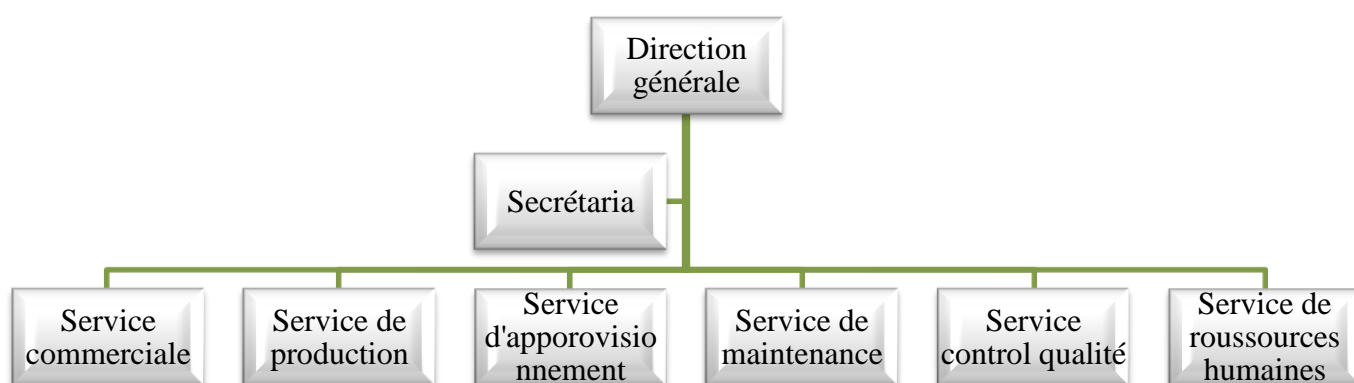 Direction
générale
Secrétaria
Service
commerciale
Service de
production
Service
d'apporovisio
nnement
Service de
maintenance
Service
control qualité
Service de
roussources
humaines